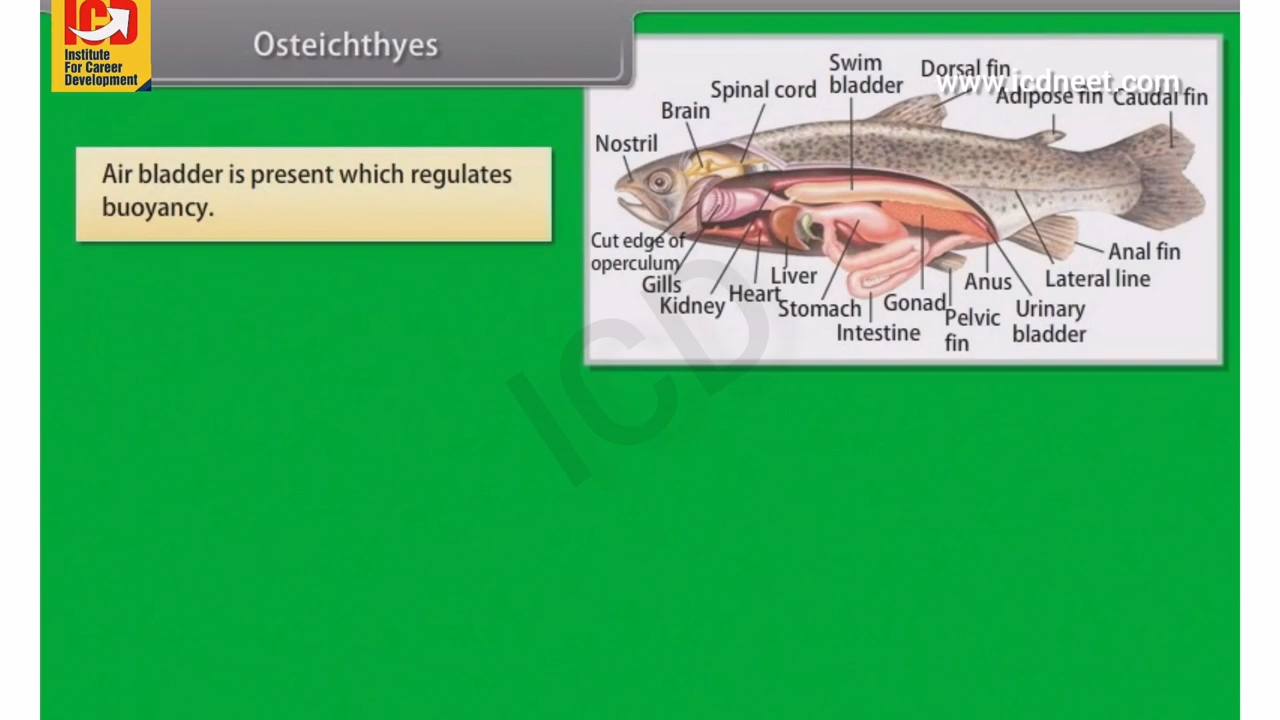 ICD
Institute
For Career
Development
Osteichthyes
www.icdneet.com
Air bladder is present which regulates
buoyancy.
Nostril
Brain
Spinal cord
Swim
bladder
Dorsal fin
Adipose fin
Caudal fin
Cut edge of
operculum
Gills
Kidney
Heart
Liver
Stomach
Intestine
Gonad
Pelvic
fin
Anus
Urinary
bladder
Lateral line
Anal fin
ICD